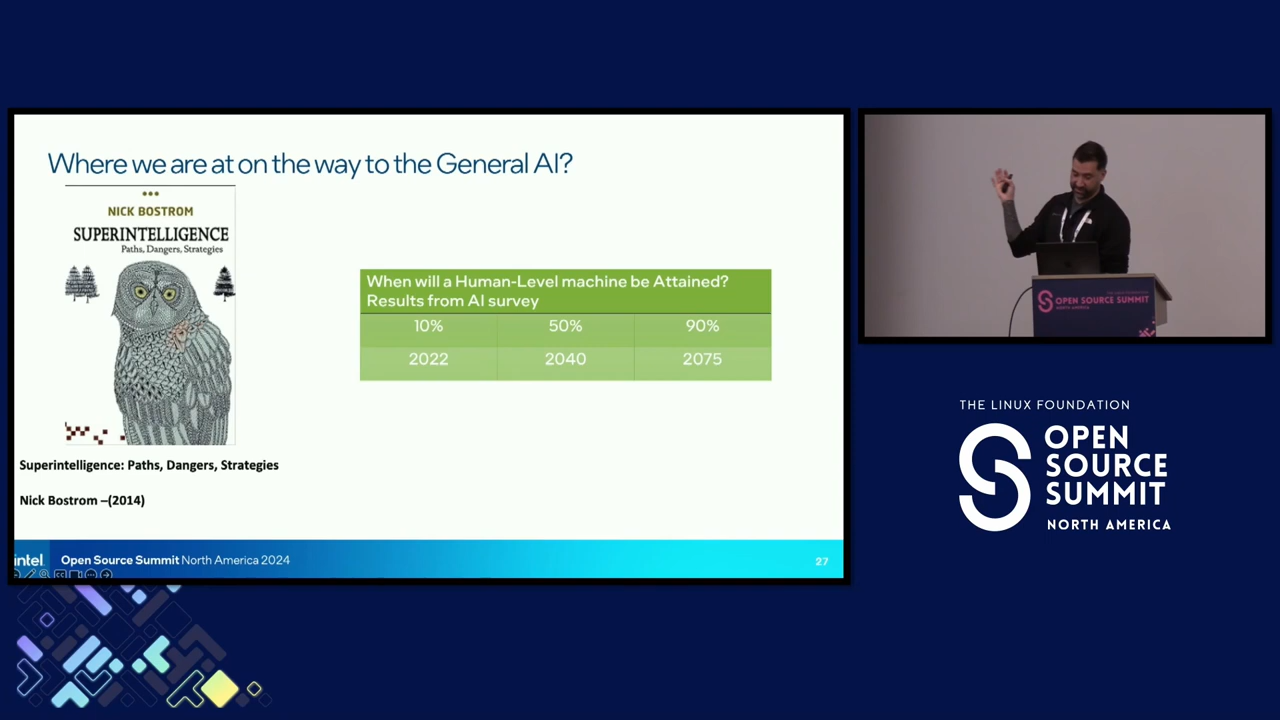 Where we are at on the way to the General AI?
NICK BOSTROM
SUPERINTELLIGENCE
Paths, Dangers, Strategies
When will a Human-Level machine be Attained?
Results from AI survey
10% 50% 90%
2022 2040 2075
Superintelligence: Paths, Dangers, Strategies
Nick Bostrom –(2014)
intel Open Source Summit North America 2024 27
OPEN SOURCE SUMMIT
NORTH AMERICA
THE LINUX FOUNDATION
OPEN
SOURCE
SUMMIT
NORTH AMERICA